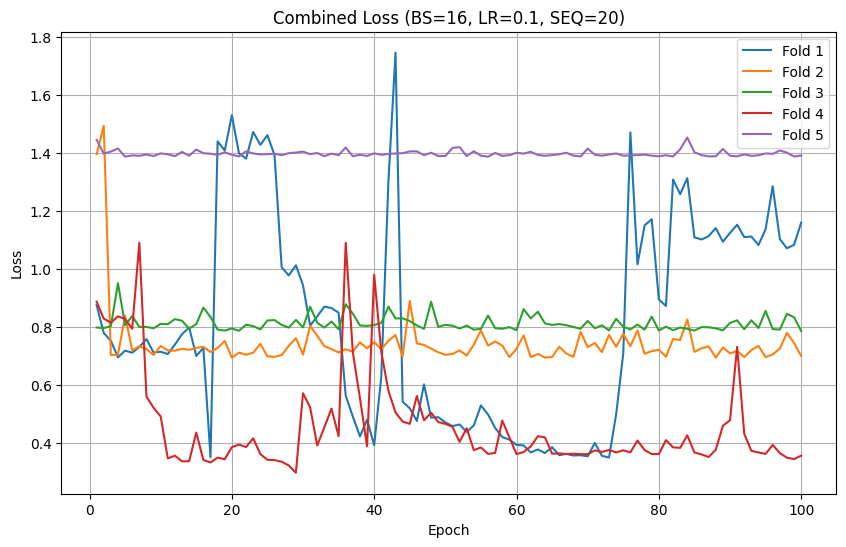 Combined Loss (BS=16, LR=0.1, SEQ=20)
1.8
1.6
1.4
1.2
1.0
0.8
0.6
0.4
Loss
Fold 1
Fold 2
Fold 3
Fold 4
Fold 5
0 20 40 60 80 100
Epoch